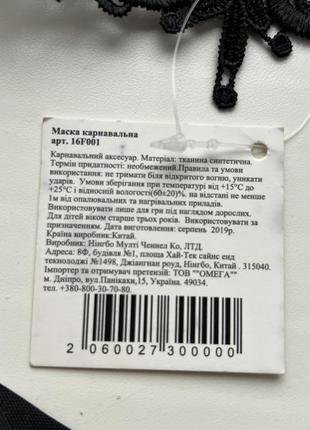 Маска карнавальна
арт. 16F001
Карнавальний аксесуар. Матеріал: тканина синтетична.
Термін придатності: необмежений.Правила та умови
використання: не тримати біля відкритого вогню, уникати
ударів. Умови зберігання при температурі від +15°С до
+25°С і відносній вологості(60±20)% на відстані не менше
1м від опалювальних та нагрівальних приладів.
Використовувати лише для гри під наглядом дорослих.
Для дітей віком старше трьох років. Використовувати за
призначенням. Дата виготовлення: серпень 2019р.
Країна виробник:Китай.
Виробник: Нінгбо Мулті Ченнел Ко, ЛТД.
Адреса: 8Ф, будівля №1, площа Хай-Тек сайнс енд
текнолоджі №1498, Джіангнан роуд, Нінгбо, Китай . 315040.
Імпортер та отримувач претензій: ТОВ ""ОМЕГА""
м. Дніпро, вул.Панікахи,15, Україна. 49034.
тел. +380-800-30-70-80.
2 060027 300000